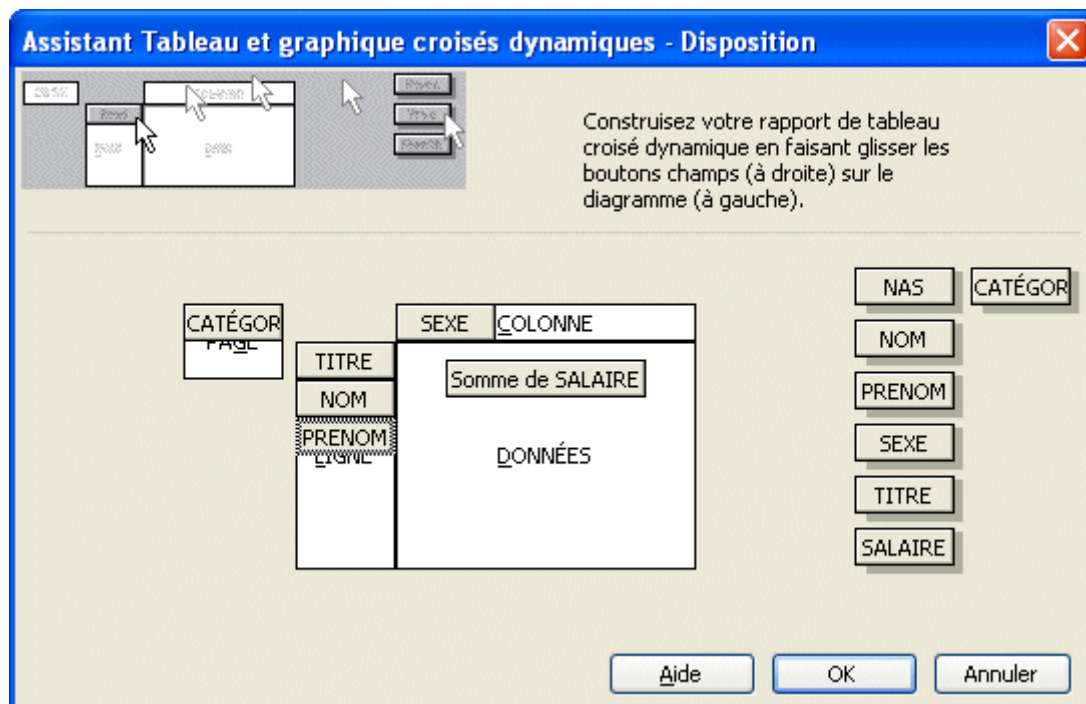 Assistant Tableau et graphique croisés dynamiques - Disposition
Construisez votre rapport de tableau
croisé dynamique en faisant glisser les
boutons champs (à droite) sur le
diagramme (à gauche).
NAS
CATÉGOR
CATÉGOR
PAGE
SEXE
COLONNE
NOM
TITRE
Somme de SALAIRE
NOM
PRENOM
PRENOM
LIGNE
DONNÉES
SEXE
TITRE
SALAIRE
Aide
OK
Annuler